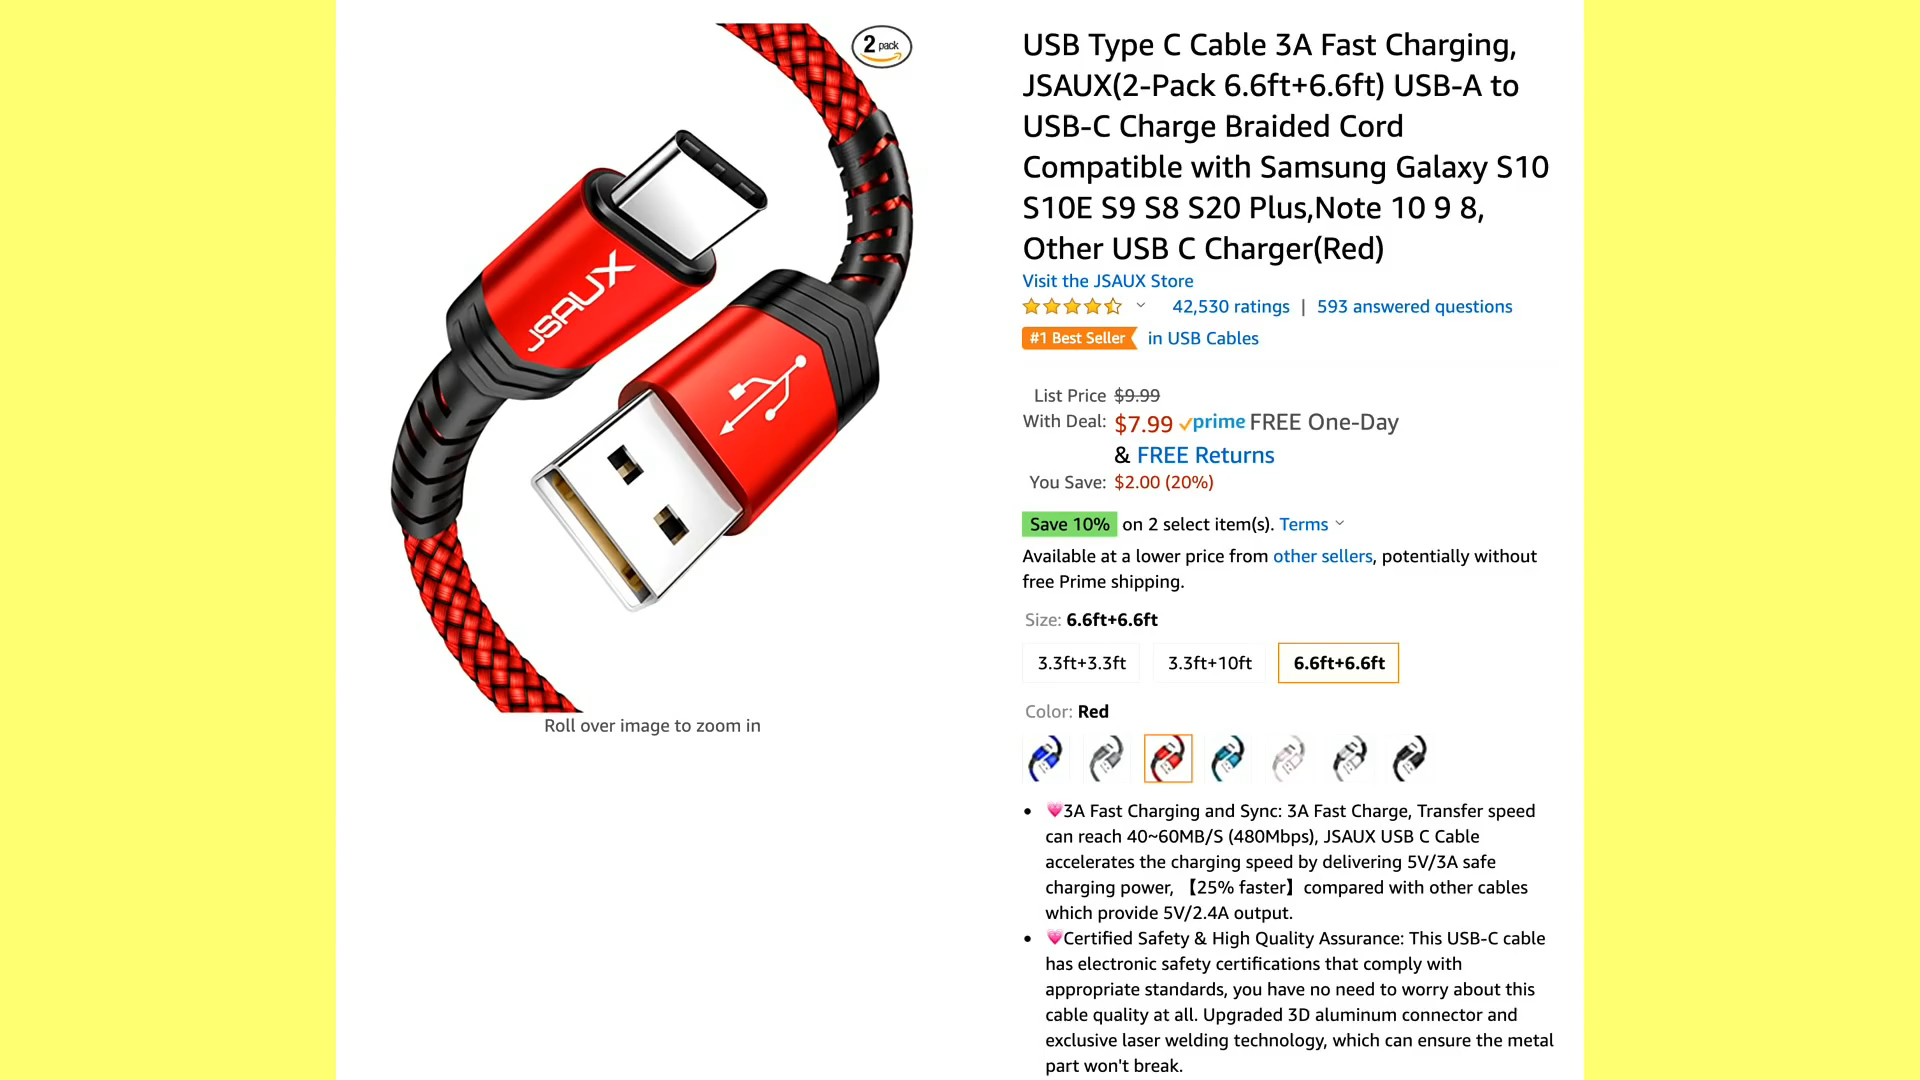 2 pack
JSAUX
Roll over image to zoom in
USB Type C Cable 3A Fast Charging,
JSAUX(2-Pack 6.6ft+6.6ft) USB-A to
USB-C Charge Braided Cord
Compatible with Samsung Galaxy S10
S10E S9 S8 S20 Plus,Note 10 9 8,
Other USB C Charger(Red)
Visit the JSAUX Store
42,530 ratings | 593 answered questions
#1 Best Seller in USB Cables
List Price $9.99
With Deal: $7.99 prime FREE One-Day
& FREE Returns
You Save: $2.00 (20%)
Save 10% on 2 select item(s). Terms
Available at a lower price from other sellers, potentially without
free Prime shipping.
Size: 6.6ft+6.6ft
3.3ft+3.3ft 3.3ft+10ft 6.6ft+6.6ft
Color: Red
• 💗3A Fast Charging and Sync: 3A Fast Charge, Transfer speed
can reach 40~60MB/S (480Mbps), JSAUX USB C Cable
accelerates the charging speed by delivering 5V/3A safe
charging power, 【25% faster】compared with other cables
which provide 5V/2.4A output.
• 💗Certified Safety & High Quality Assurance: This USB-C cable
has electronic safety certifications that comply with
appropriate standards, you have no need to worry about this
cable quality at all. Upgraded 3D aluminum connector and
exclusive laser welding technology, which can ensure the metal
part won't break.